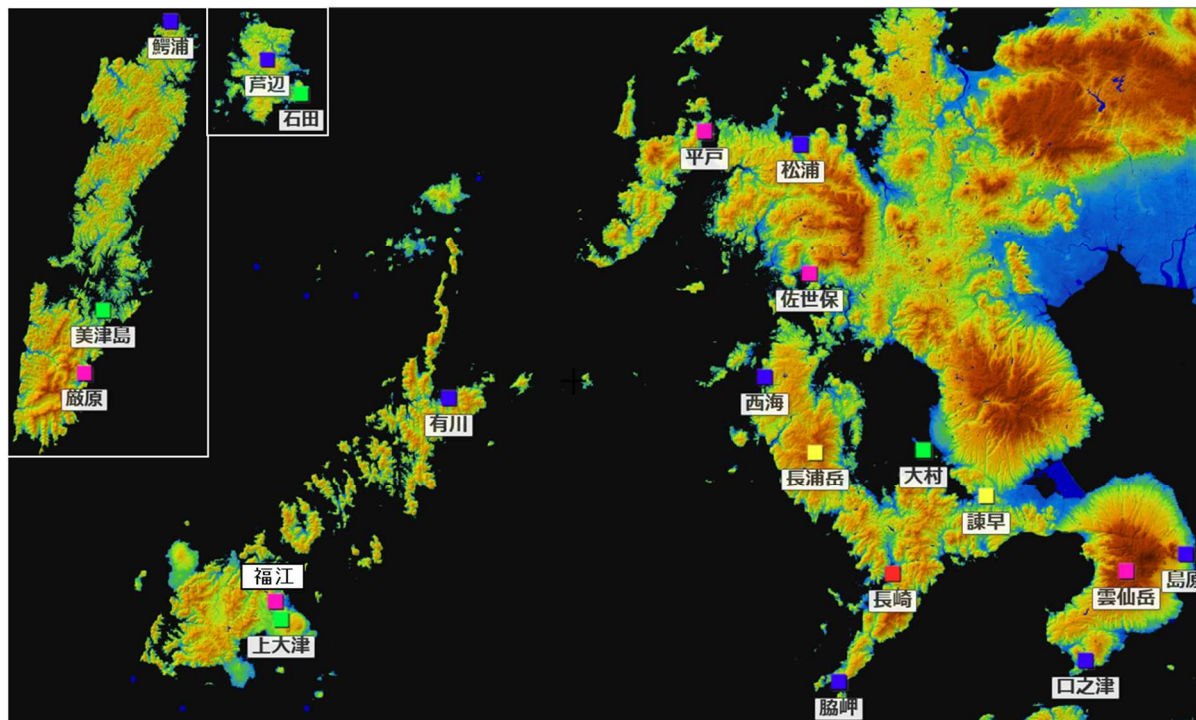 鰐浦
芦辺
石田
平戸
松浦
佐世保
美津島
厳原
有川
西海
長浦岳
大村
諫早
福江
上大津
長崎
雲仙岳
島原
口之津
脇岬